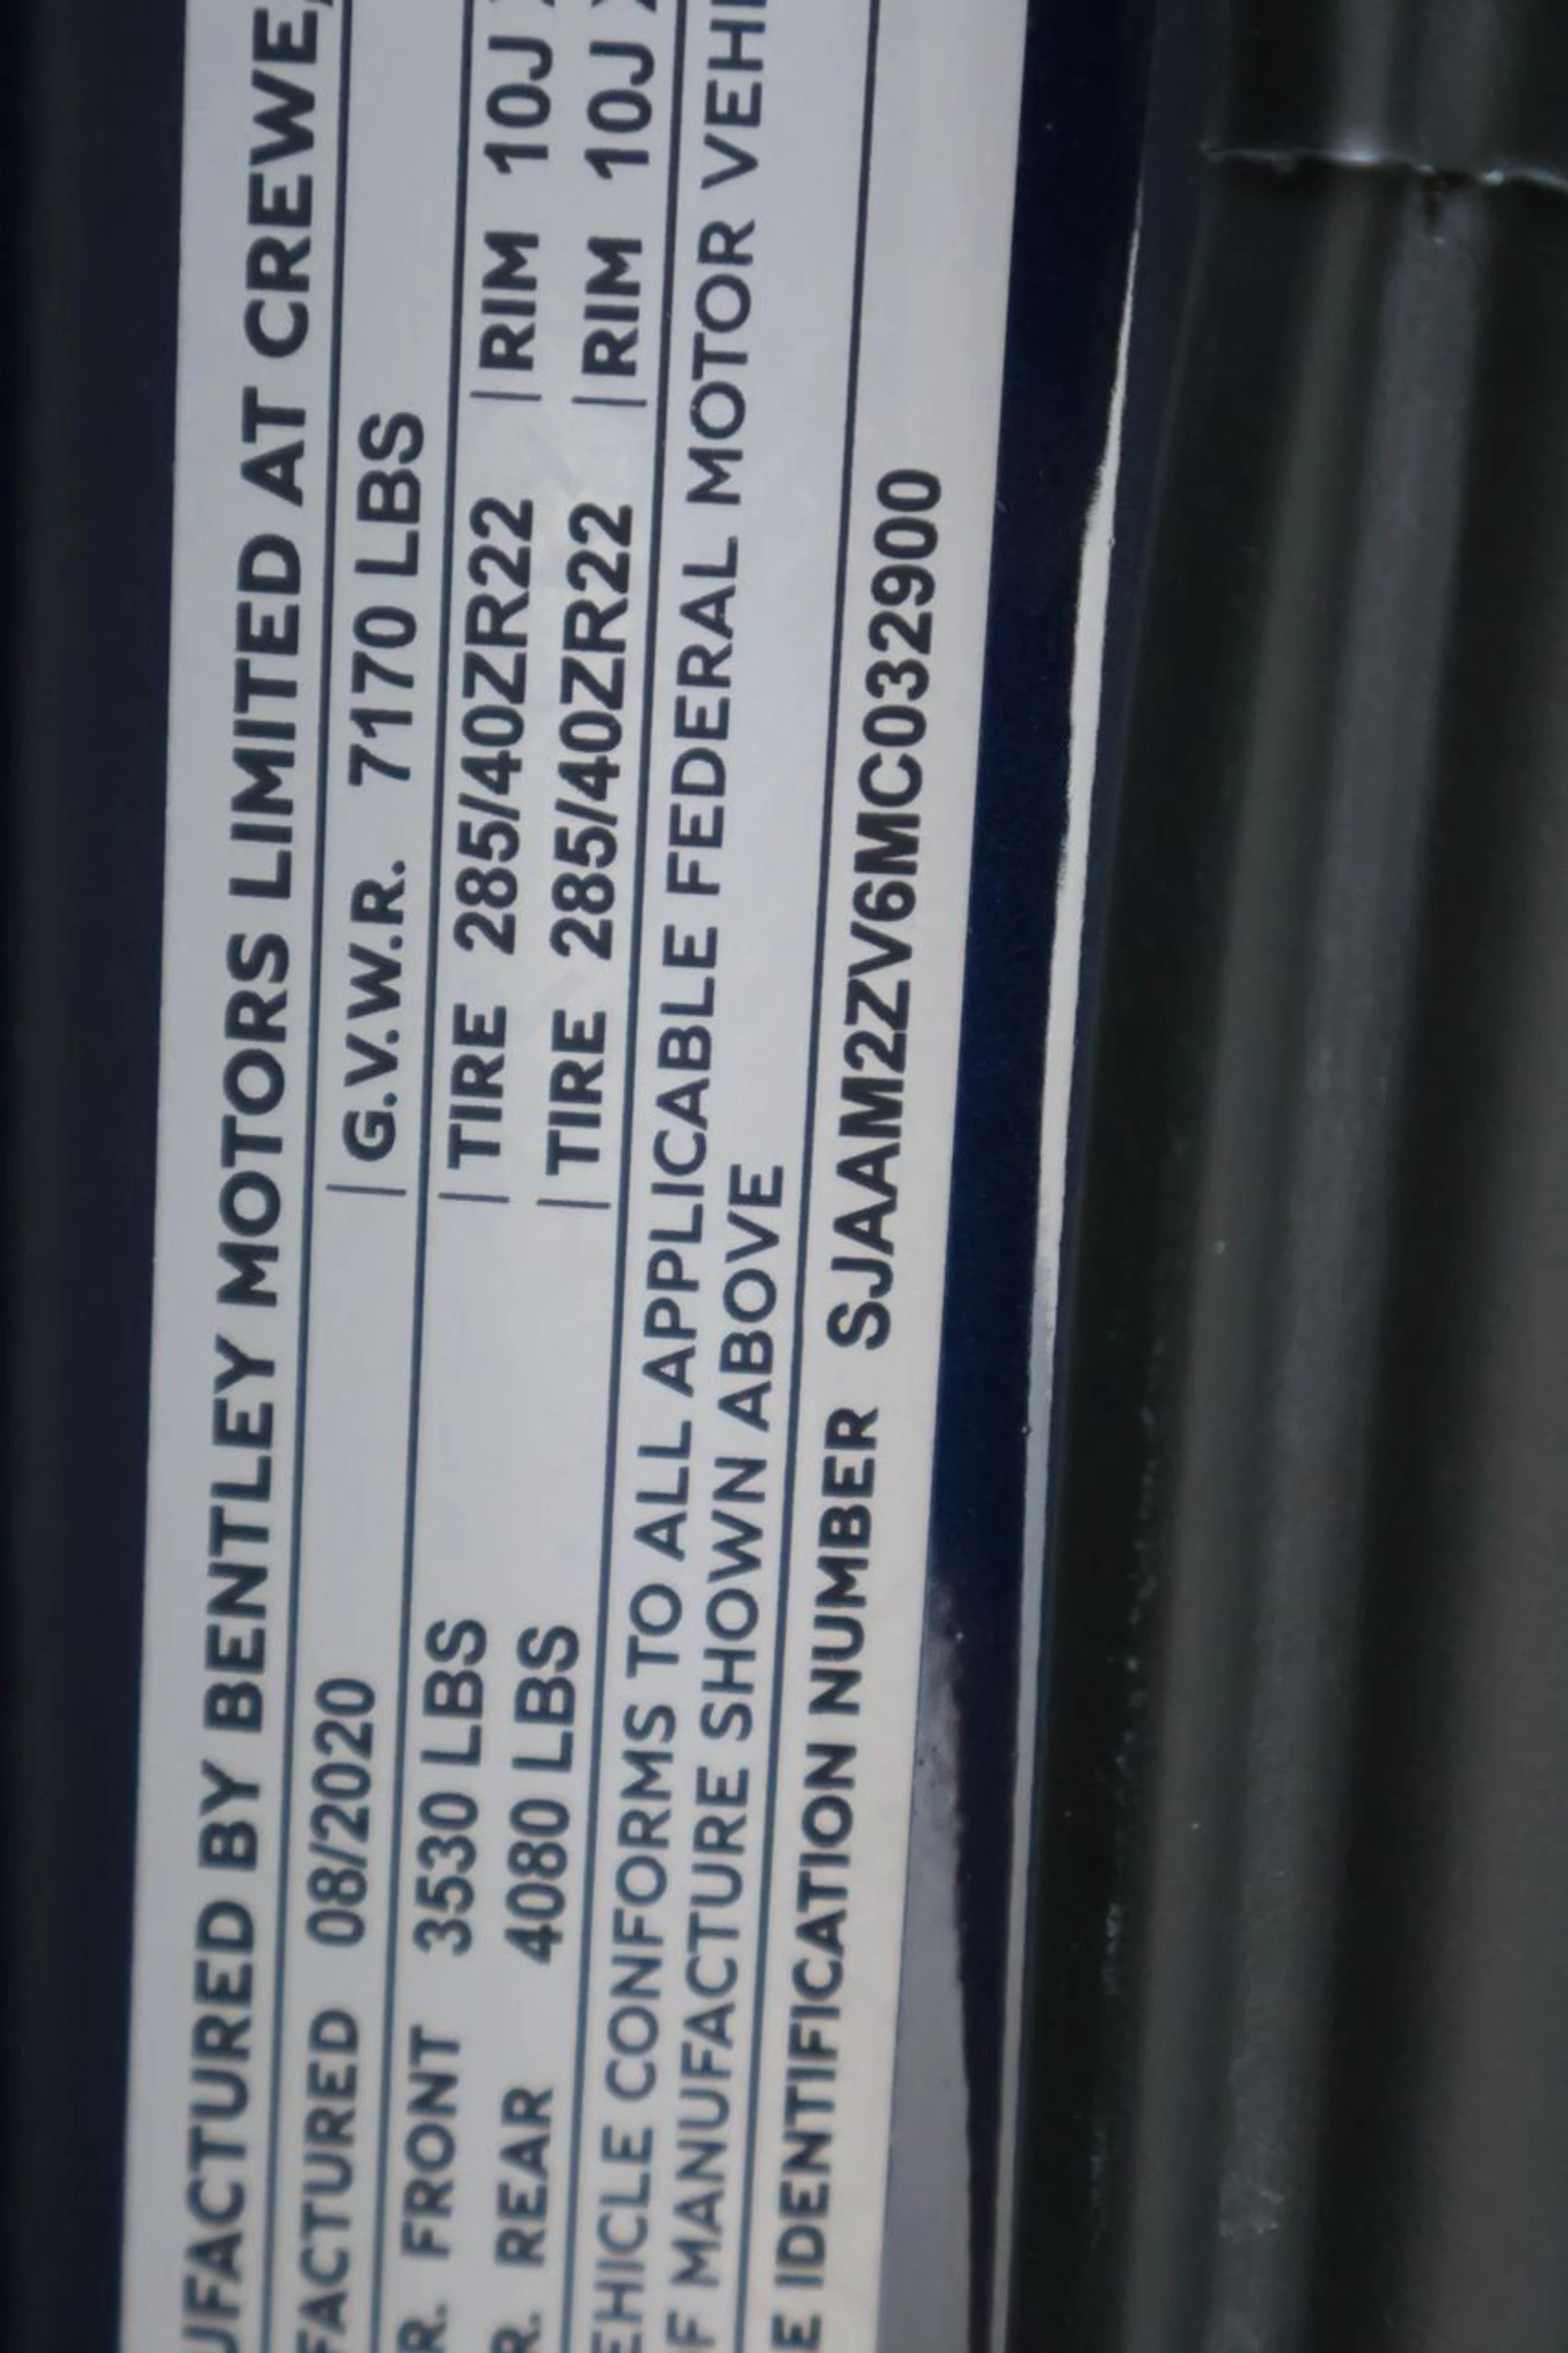 UFACTURED BY BENTLEY MOTORS LIMITED AT CREWE,
FACTURED 08/2020 | G.V.W.R. 7170 LBS
R. FRONT 3530 LBS | TIRE 285/40ZR22 | RIM 10J
R. REAR 4080 LBS | TIRE 285/40ZR22 | RIM 10J
EHICLE CONFORMS TO ALL APPLICABLE FEDERAL MOTOR VEHI
F MANUFACTURE SHOWN ABOVE
E IDENTIFICATION NUMBER SJAAM2ZV6MC032900